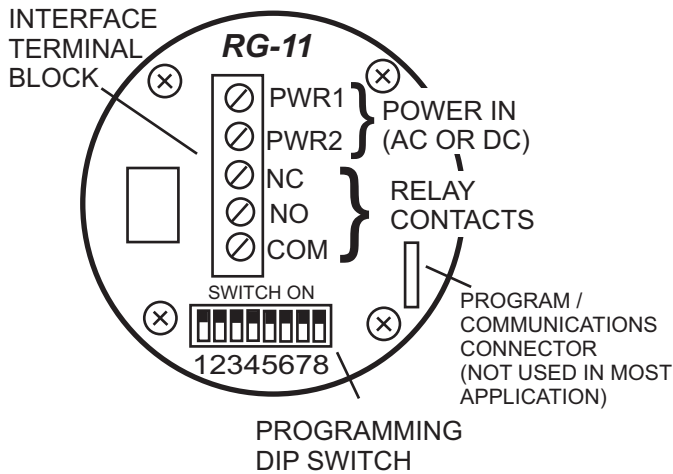 INTERFACE
TERMINAL
BLOCK
RG-11
PWR1
PWR2
NC
NO
COM
POWER IN
(AC OR DC)
RELAY
CONTACTS
SWITCH ON
12345678
PROGRAM /
COMMUNICATIONS
CONNECTOR
(NOT USED IN MOST
APPLICATION)
PROGRAMMING
DIP SWITCH